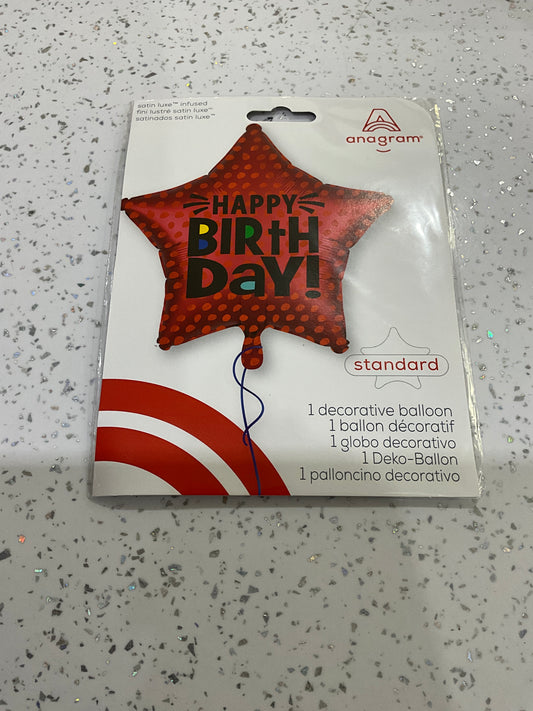 satin luxe™ infused
fini lustré satin luxe™
satinados satin luxe™
anagram®
HAPPY
BIRtH
Day!
standard
1 decorative balloon
1 ballon décoratif
1 globo decorativo
1 Deko-Ballon
1 palloncino decorativo